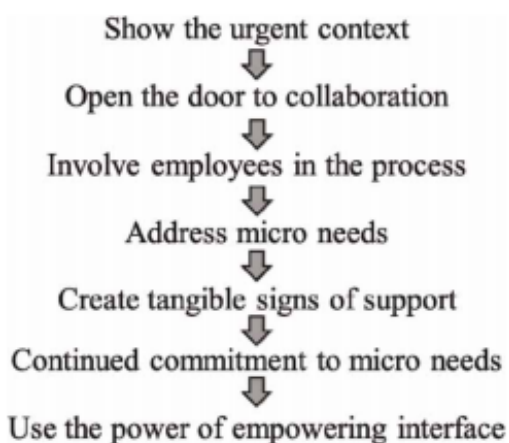 Show the urgent context
Open the door to collaboration
Involve employees in the process
Address micro needs
Create tangible signs of support
Continued commitment to micro needs
Use the power of empowering interface